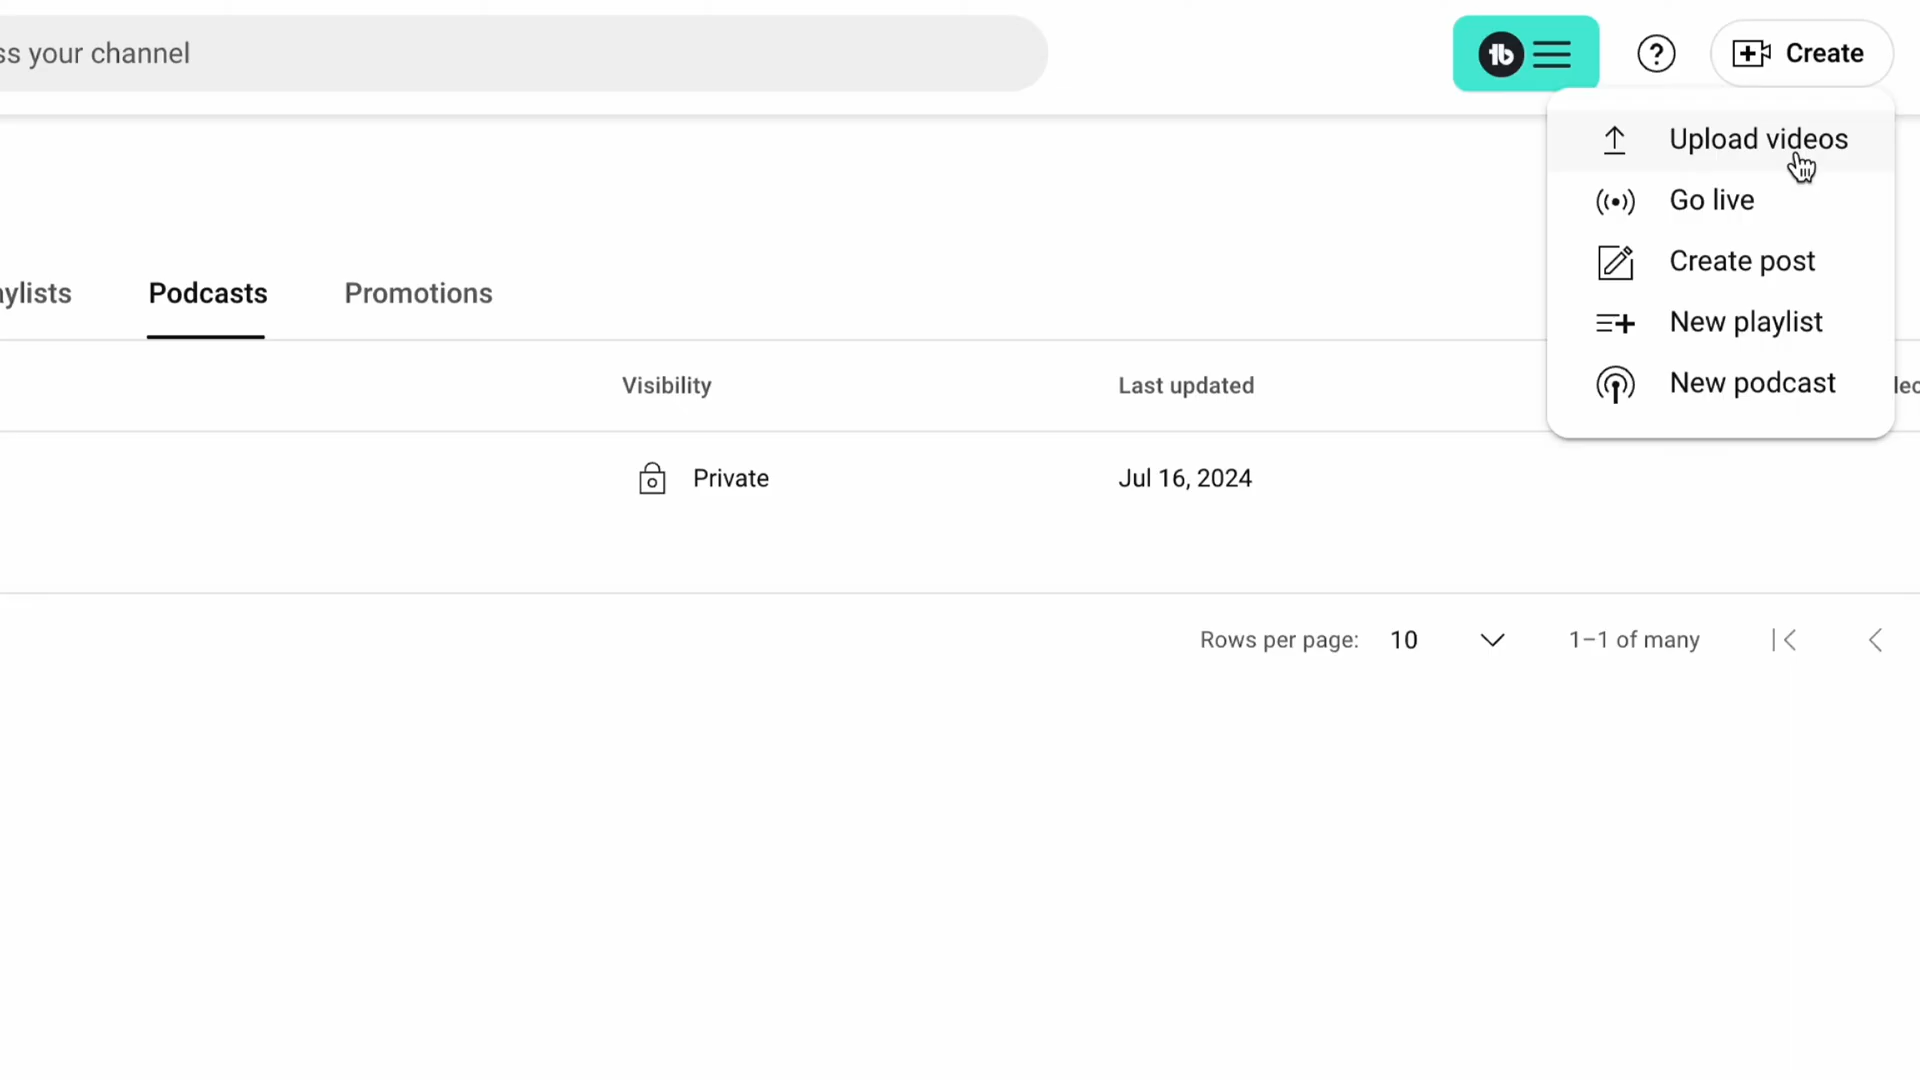 ss your channel
tb
?
Create
Upload videos
Go live
Create post
New playlist
New podcast
ylists
Podcasts
Promotions
Visibility
Last updated
Private
Jul 16, 2024
Rows per page: 10
1–1 of many